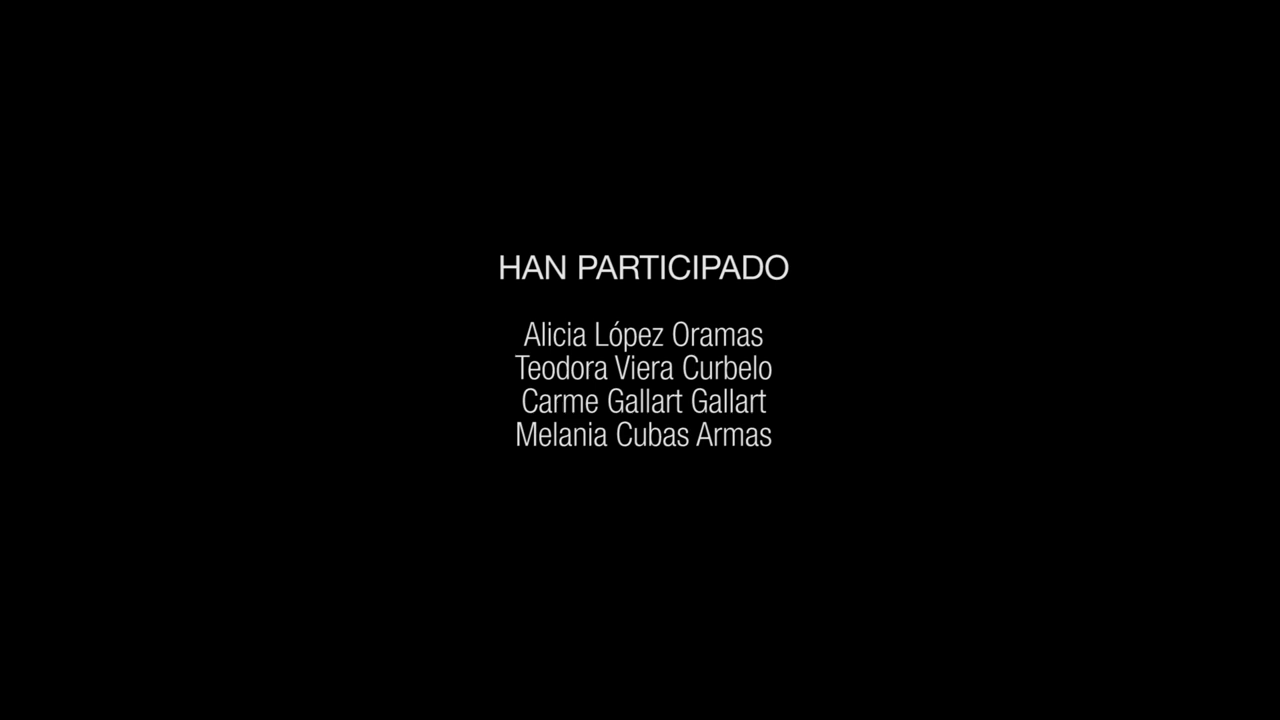 HAN PARTICIPADO
Alicia López Oramas
Teodora Viera Curbelo
Carme Gallart Gallart
Melania Cubas Armas